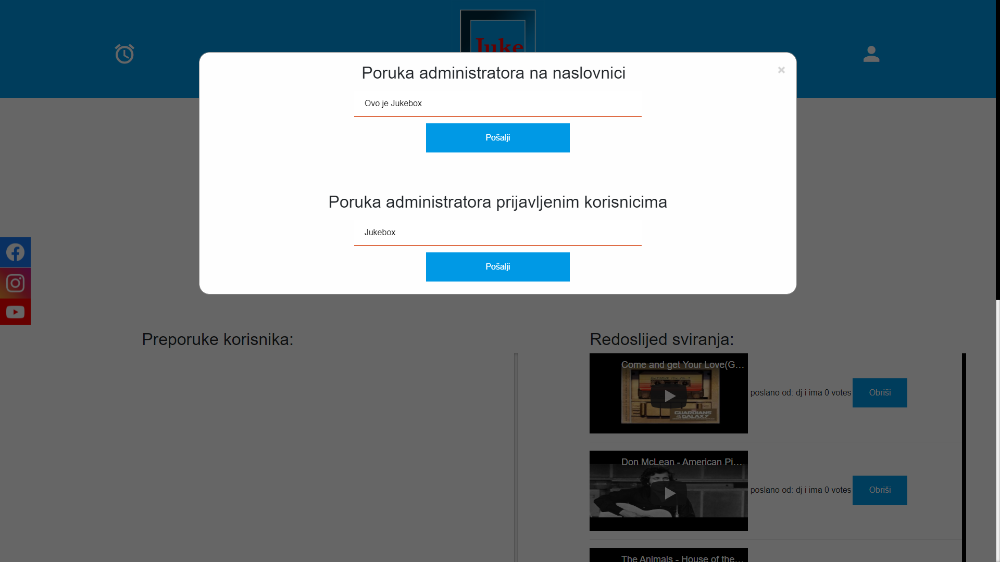 Juke
Poruka administratora na naslovnici
×
Ovo je Jukebox
Pošalji
Poruka administratora prijavljenim korisnicima
Jukebox
Pošalji
Preporuke korisnika:
Redoslijed sviranja:
Come and get Your Love(G...
GUARDIANS
OF THE
GALAXY
poslano od: dj i ima 0 votes
Obriši
Don McLean - American Pi...
poslano od: dj i ima 0 votes
Obriši
The Animals - House of the...